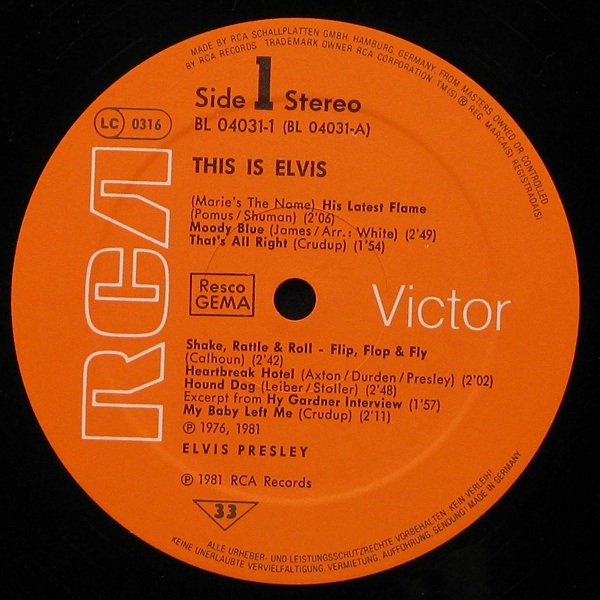 MADE BY RCA SCHALLPLATTEN GMBH HAMBURG, GERMANY, FROM MASTERS OWNED OR CONTROLLED
BY RCA RECORDS TRADEMARK OWNER RCA CORPORATION TM(S) ® REG. MARCA(S) REGISTRADA(S)
Side 1 Stereo
BL 04031-1 (BL 04031-A)
LC 0316
THIS IS ELVIS
(Marie's The Name) His Latest Flame
(Pomus/Shuman) (2'06)
Moody Blue (James/Arr.: White) (2'49)
That's All Right (Crudup) (1'54)
RCA
Resco
GEMA
Victor
Shake, Rattle & Roll - Flip, Flop & Fly
(Calhoun) (2'42)
Heartbreak Hotel (Axton/Durden/Presley) (2'02)
Hound Dog (Leiber/Stoller) (2'48)
Excerpt from Hy Gardner Interview (1'57)
My Baby Left Me (Crudup) (2'11)
℗ 1976, 1981
ELVIS PRESLEY
℗ 1981 RCA Records
33
ALLE URHEBER- UND LEISTUNGSSCHUTZRECHTE VORBEHALTEN. KEIN VERLEIH!
KEINE UNERLAUBTE VERVIELFÄLTIGUNG, VERMIETUNG, AUFFÜHRUNG, SENDUNG! MADE IN GERMANY